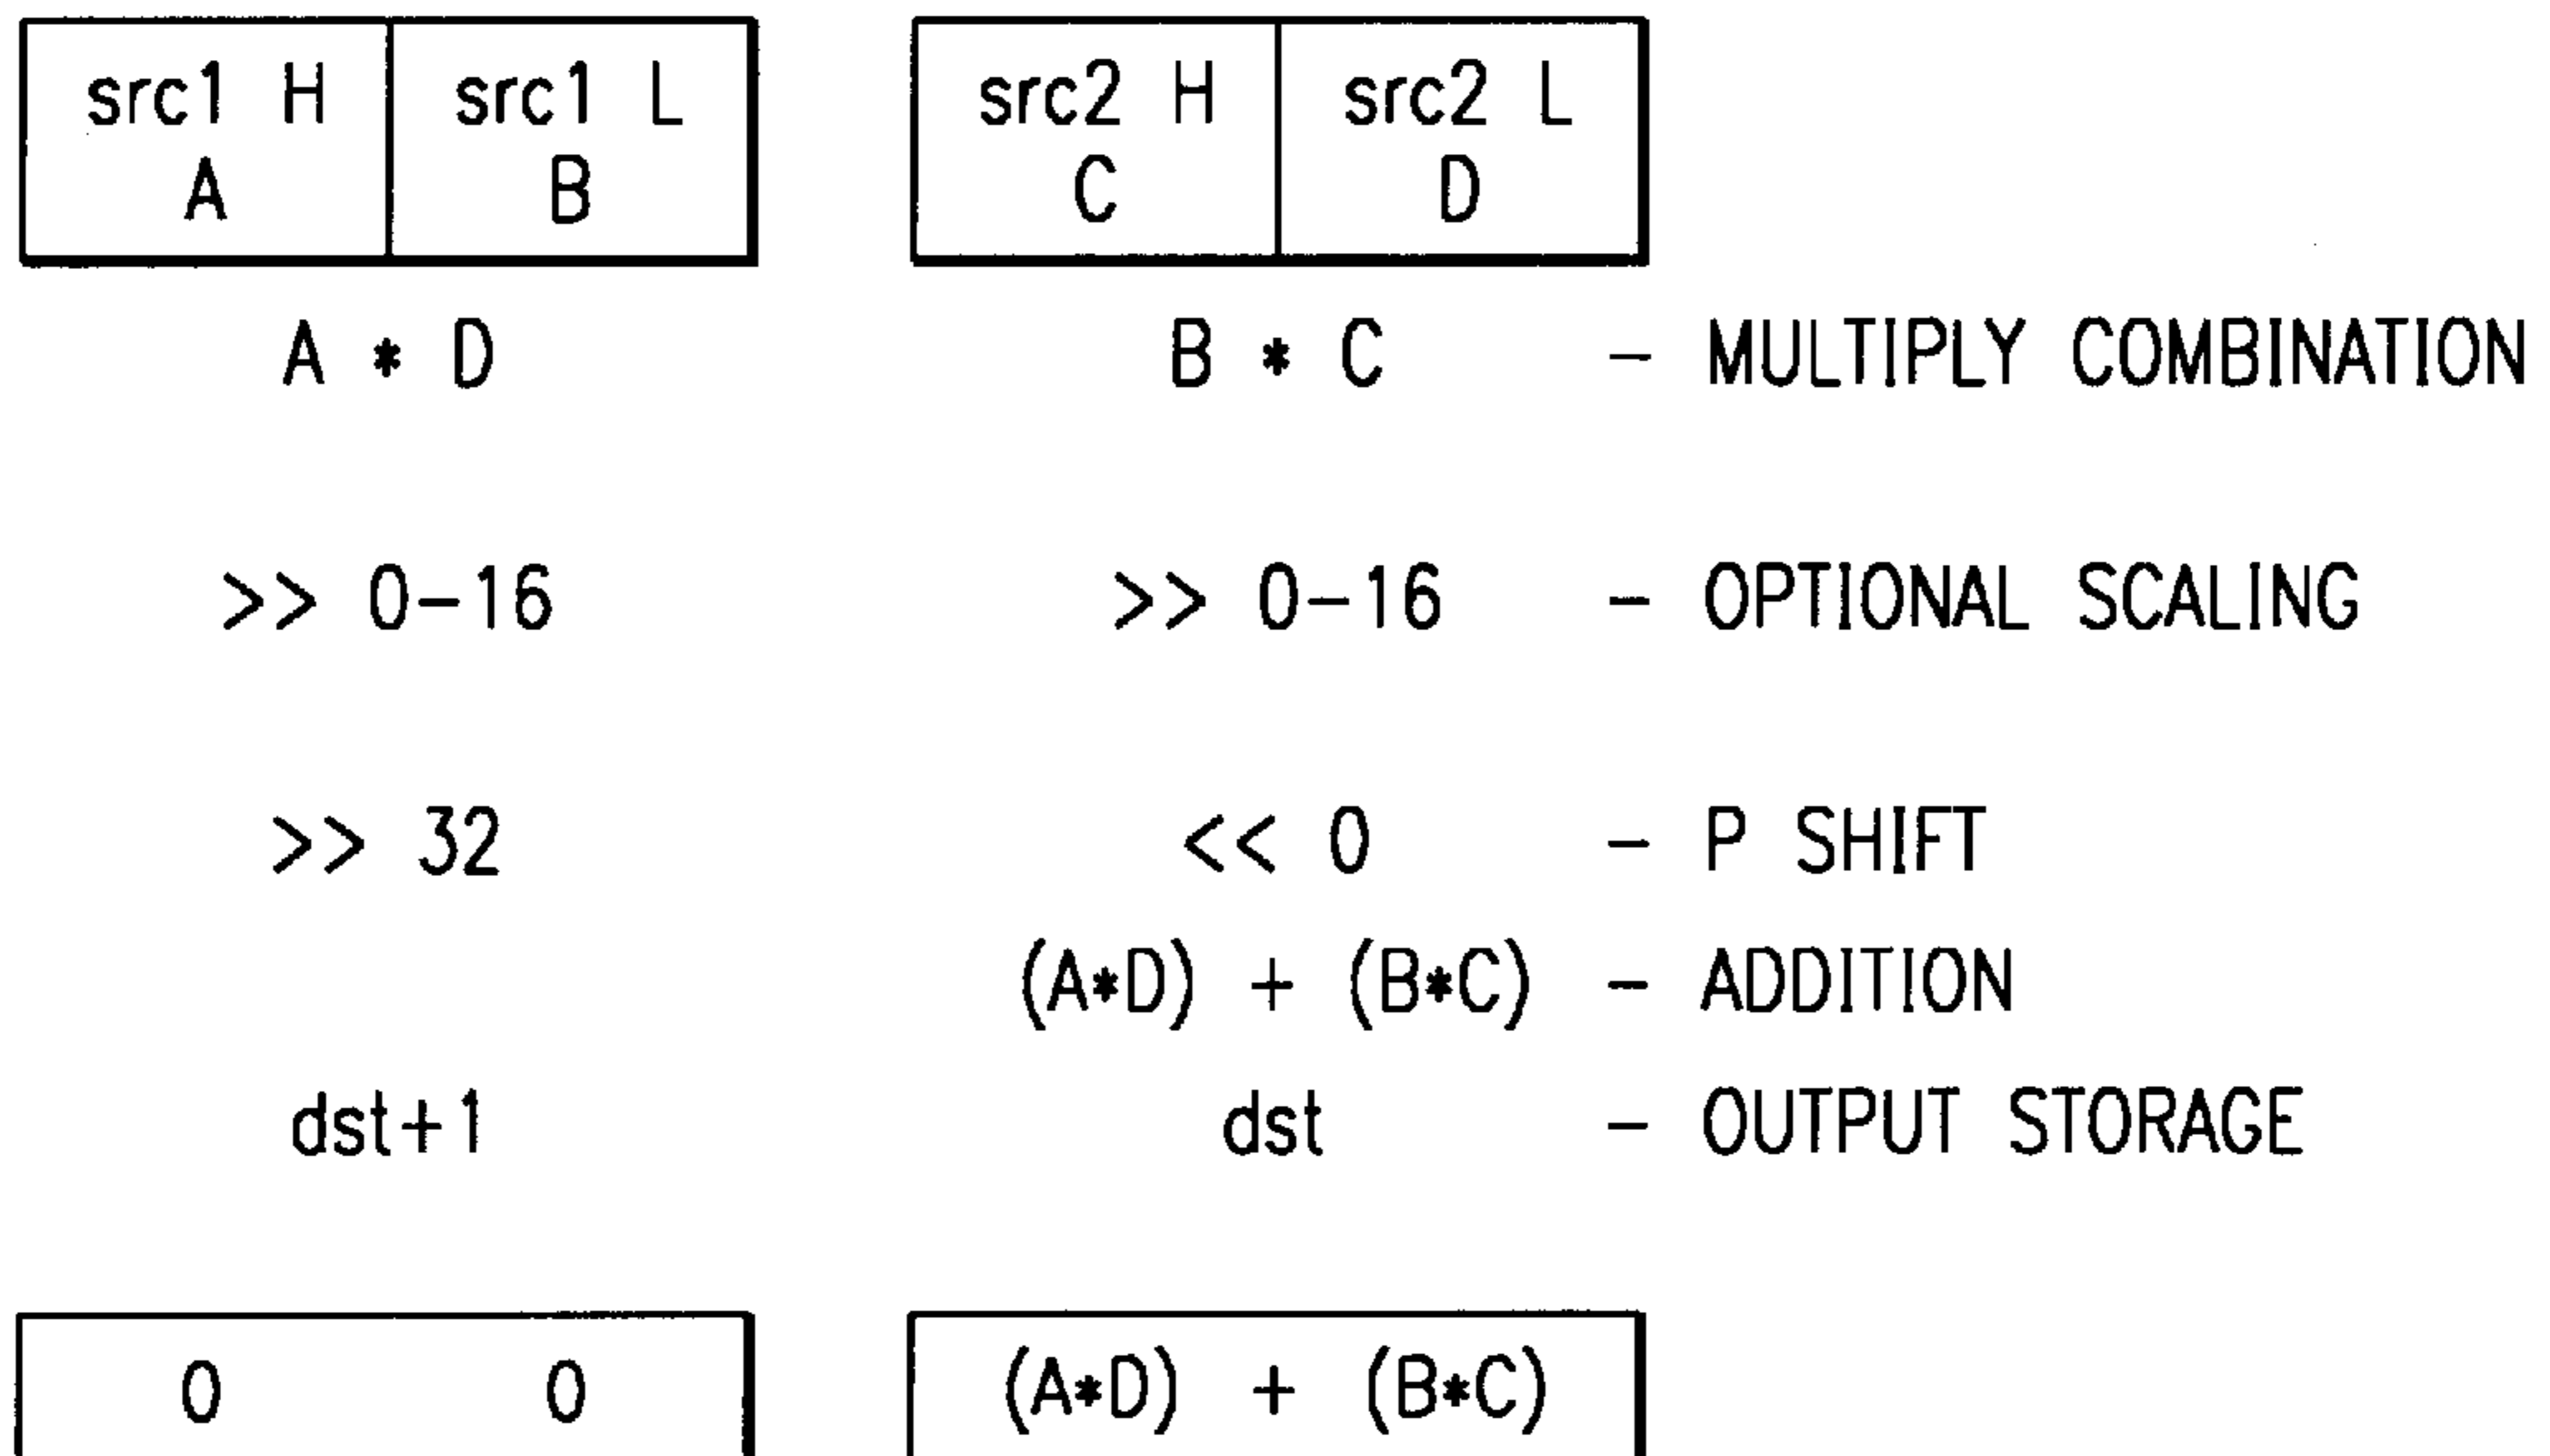 src1 H src1 L src2 H src2 L
A B C D
A * D B * C - MULTIPLY COMBINATION
>> 0-16 >> 0-16 - OPTIONAL SCALING
>> 32 << 0 - P SHIFT
(A*D) + (B*C) - ADDITION
dst+1 dst - OUTPUT STORAGE
0 0 (A*D) + (B*C)